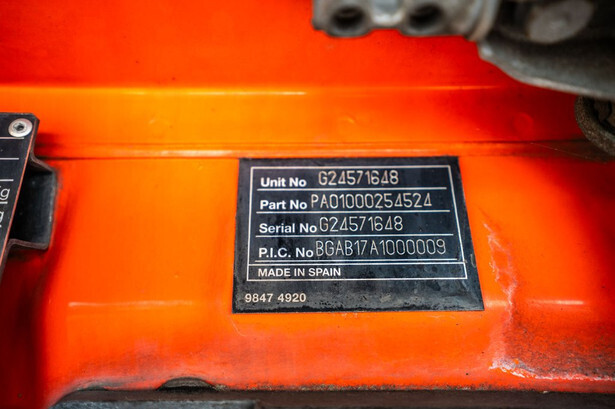 Unit No G24571648
Part No PA01000254524
Serial No G24571648
P.I.C. No BGAB17A1000009
MADE IN SPAIN
9847 4920